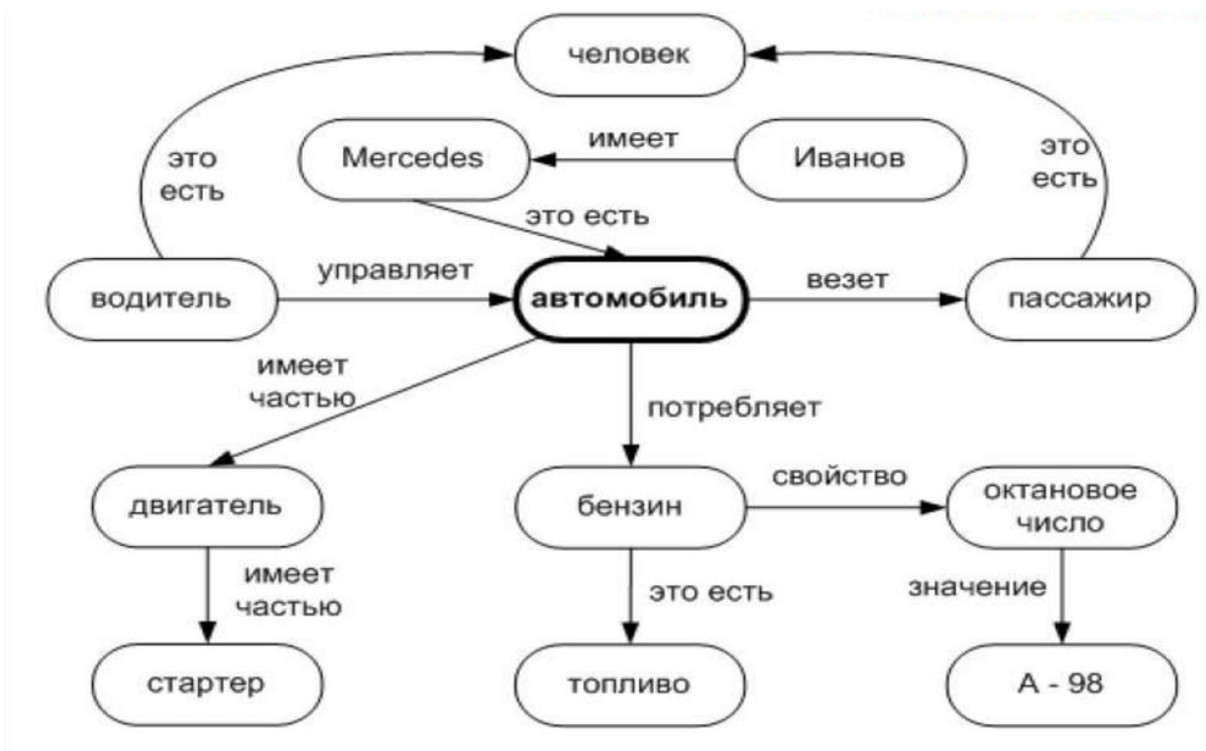 человек
имеет
Mercedes
Иванов
это
есть
это
есть
это есть
управляет
водитель
автомобиль
везет
пассажир
имеет
частью
потребляет
двигатель
бензин
свойство
октановое
число
имеет
частью
это есть
значение
стартер
топливо
А - 98